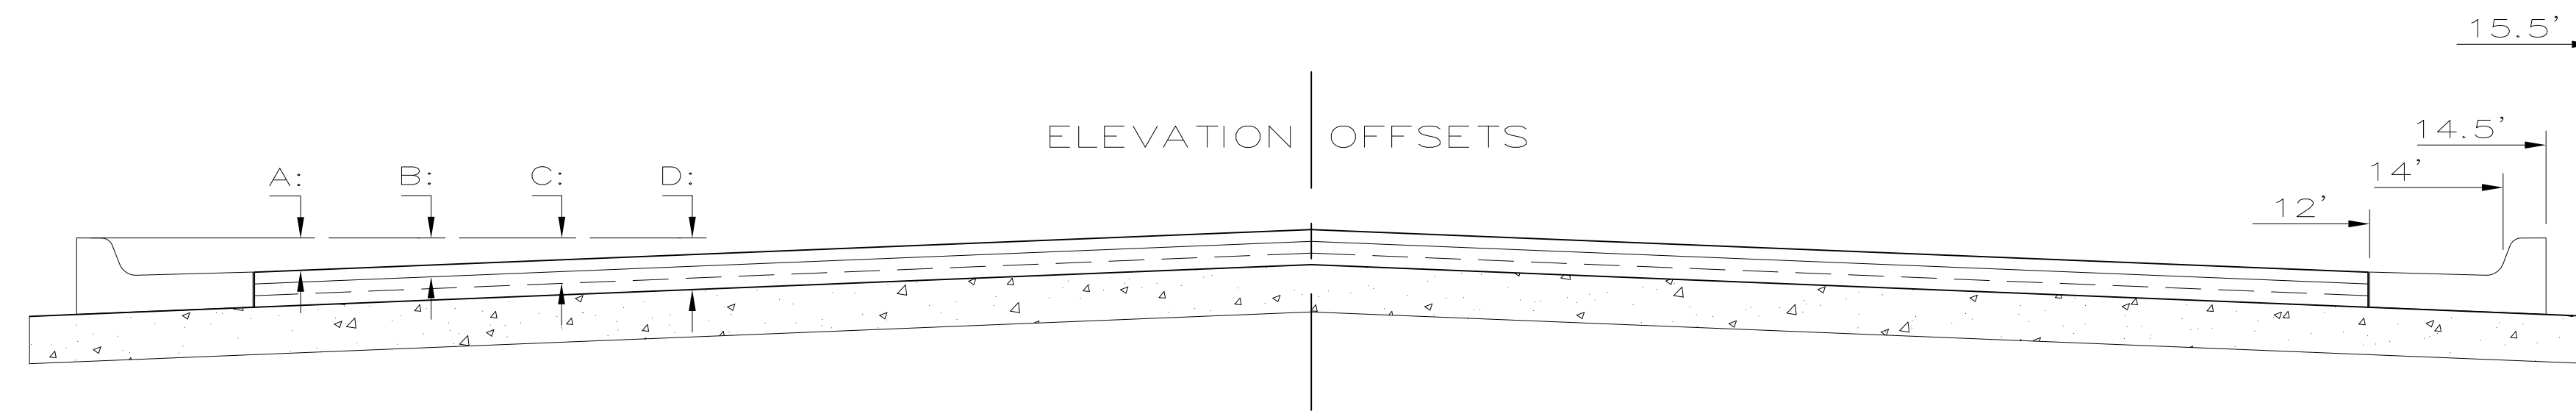 15.5'
ELEVATION OFFSETS
14.5'
A: B: C: D:
14'
12'